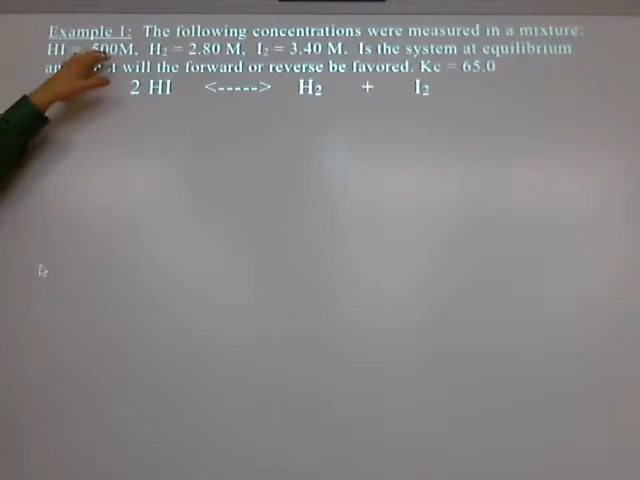 Example 1: The following concentrations were measured in a mixture:
HI = .500M, H₂ = 2.80 M, I₂ = 3.40 M. Is the system at equilibrium
will the forward or reverse be favored. Kc = 65.0
2 HI <-----> H₂ + I₂